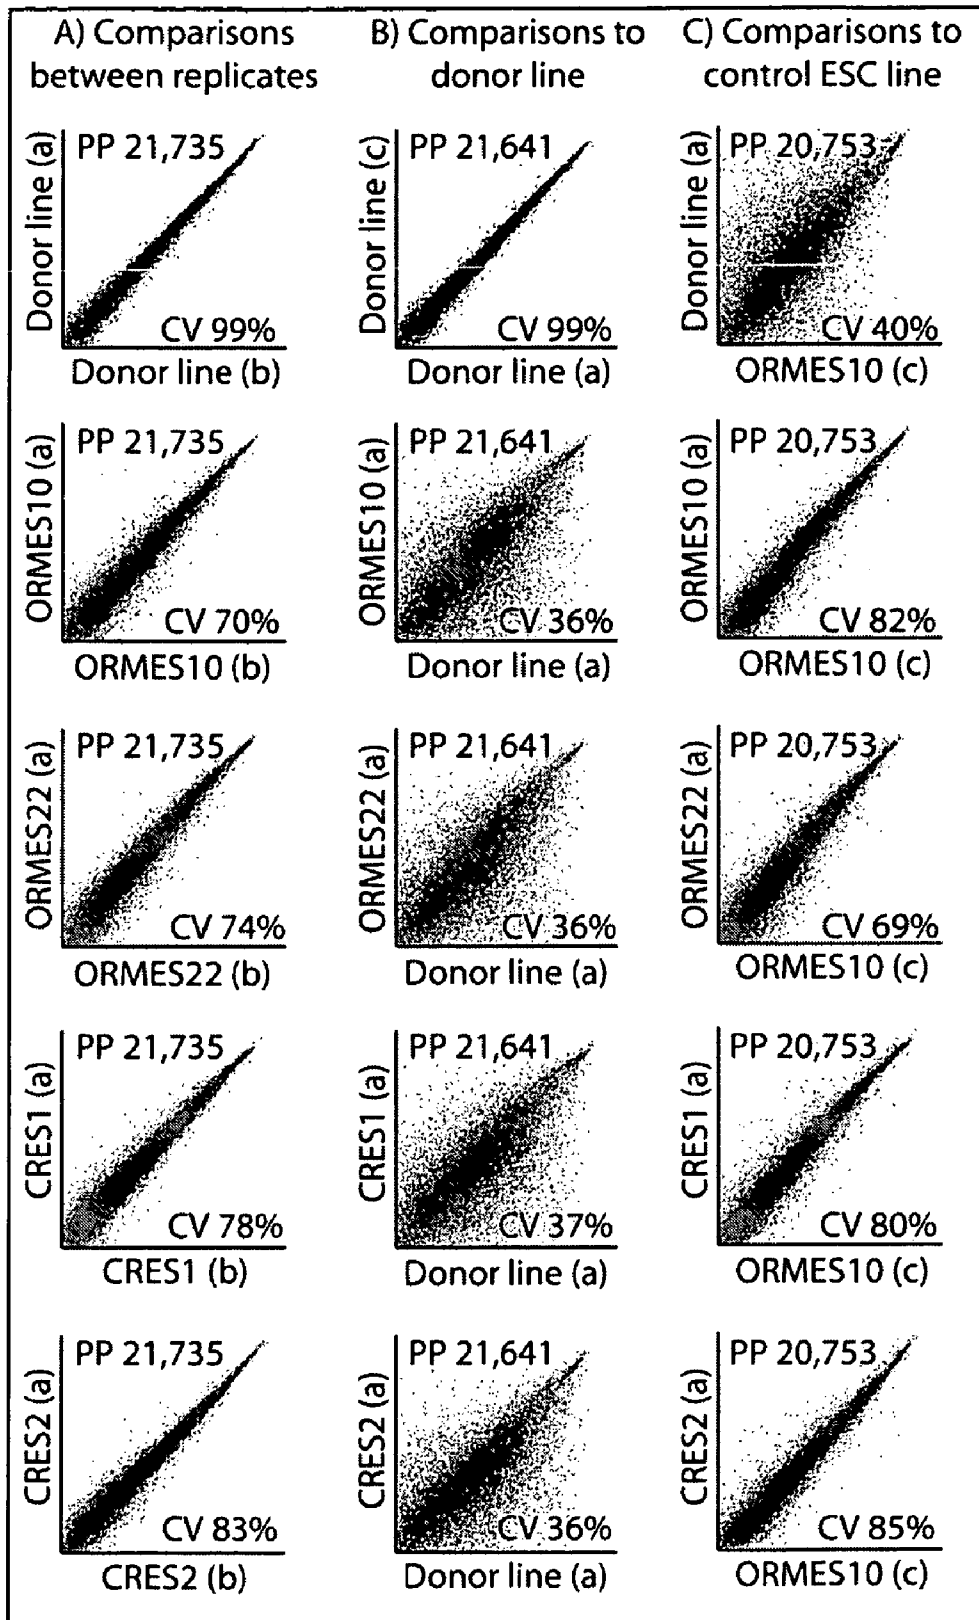 A) Comparisons
between replicates
B) Comparisons to
donor line
C) Comparisons to
control ESC line
Donor line (a)
PP 21,735
CV 99%
Donor line (b)
Donor line (c)
PP 21,641
CV 99%
Donor line (a)
Donor line (a)
PP 20,753
CV 40%
ORMES10 (c)
ORMES10 (a)
PP 21,735
CV 70%
ORMES10 (b)
ORMES10 (a)
PP 21,641
CV 36%
Donor line (a)
ORMES10 (a)
PP 20,753
CV 82%
ORMES10 (c)
ORMES22 (a)
PP 21,735
CV 74%
ORMES22 (b)
ORMES22 (a)
PP 21,641
CV 36%
Donor line (a)
ORMES22 (a)
PP 20,753
CV 69%
ORMES10 (c)
CRES1 (a)
PP 21,735
CV 78%
CRES1 (b)
CRES1 (a)
PP 21,641
CV 37%
Donor line (a)
CRES1 (a)
PP 20,753
CV 80%
ORMES10 (c)
CRES2 (a)
PP 21,735
CV 83%
CRES2 (b)
CRES2 (a)
PP 21,641
CV 36%
Donor line (a)
CRES2 (a)
PP 20,753
CV 85%
ORMES10 (c)